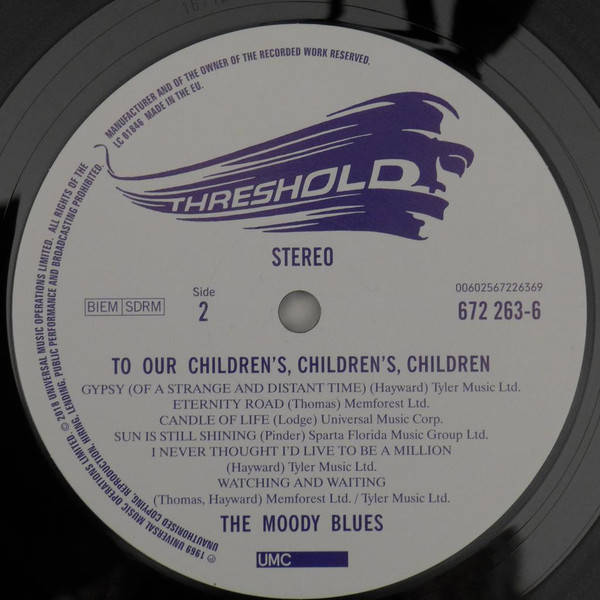 MANUFACTURER AND OF THE OWNER OF THE RECORDED WORK RESERVED.
LC 01846 MADE IN THE EU.
THRESHOLD
STEREO
BIEM SDRM
Side
2
00602567226369
672 263-6
TO OUR CHILDREN'S, CHILDREN'S, CHILDREN
GYPSY (OF A STRANGE AND DISTANT TIME) (Hayward) Tyler Music Ltd.
ETERNITY ROAD (Thomas) Memforest Ltd.
CANDLE OF LIFE (Lodge) Universal Music Corp.
SUN IS STILL SHINING (Pinder) Sparta Florida Music Group Ltd.
I NEVER THOUGHT I'D LIVE TO BE A MILLION
(Hayward) Tyler Music Ltd.
WATCHING AND WAITING
(Thomas, Hayward) Memforest Ltd. / Tyler Music Ltd.
THE MOODY BLUES
UMC
℗ 1969 UNIVERSAL MUSIC OPERATIONS LIMITED. © 2018 UNIVERSAL MUSIC OPERATIONS LIMITED. ALL RIGHTS OF THE
UNAUTHORISED COPYING, REPRODUCTION, HIRING, LENDING, PUBLIC PERFORMANCE AND BROADCASTING PROHIBITED.